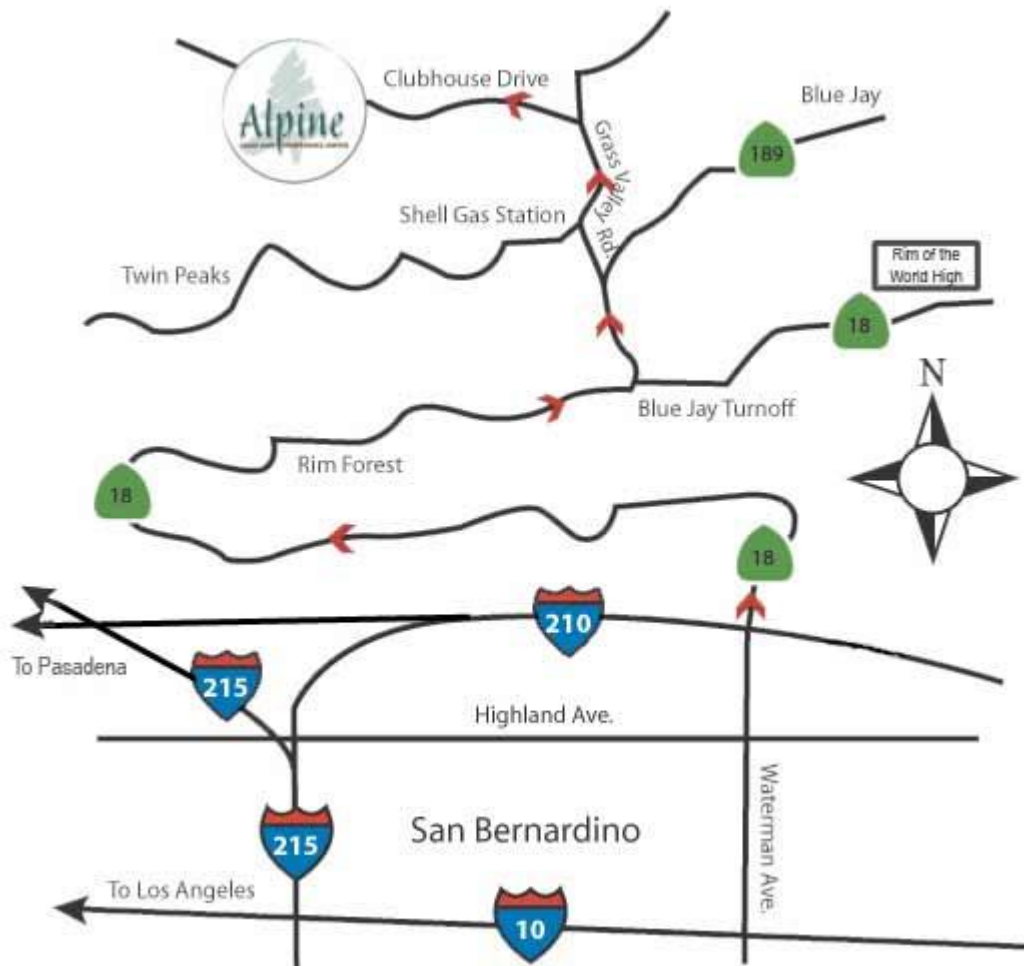 Clubhouse Drive
Blue Jay
Alpine
189
Grass Valley Rd.
Shell Gas Station
Rim of the
World High
Twin Peaks
18
N
Blue Jay Turnoff
Rim Forest
18
18
210
To Pasadena
215
Highland Ave.
Waterman Ave.
San Bernardino
215
To Los Angeles
10